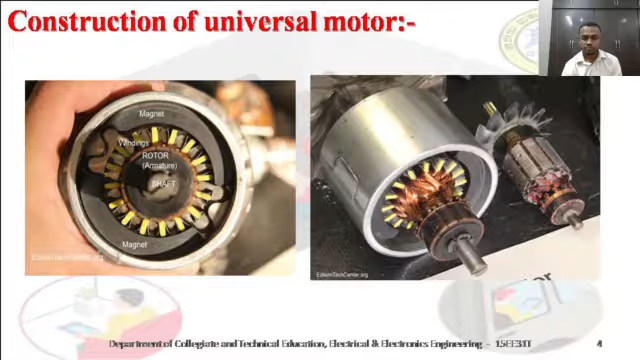 Construction of universal motor:-
Magnet
Windings
ROTOR
(Armature)
SHAFT
Magnet
EdisonTechCenter.org
EdisonTechCenter.org
Department of Collegiate and Technical Education, Electrical & Electronics Engineering - 15EE31T
4